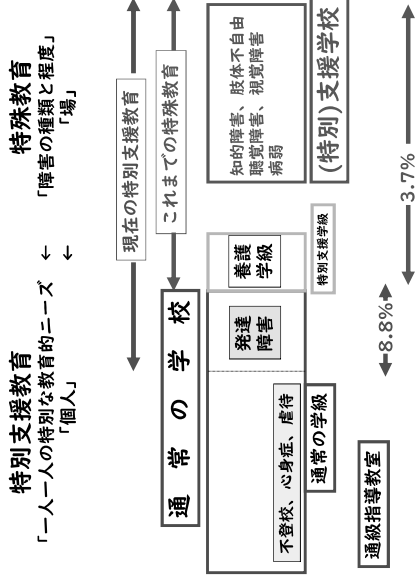 特別支援教育 ← 特殊教育
「一人一人の特別な教育的ニーズ」 ← 「障害の種類と程度」
「個人」 「場」
現在の特別支援教育
これまでの特殊教育
通常の学校
不登校、心身症、虐待
発達
障害
養護
学級
知的障害、肢体不自由
聴覚障害、視覚障害
病弱
通常の学級
特別支援学級
(特別)支援学校
通級指導教室
8.8%
3.7%